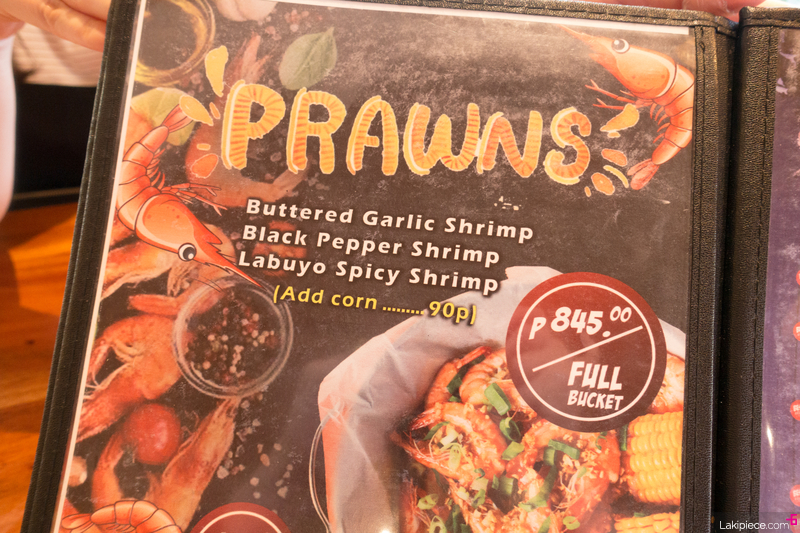 PRAWNS
Buttered Garlic Shrimp
Black Pepper Shrimp
Labuyo Spicy Shrimp
(Add corn .........90p)
P 845.00
FULL
BUCKET
Lakipiece.com